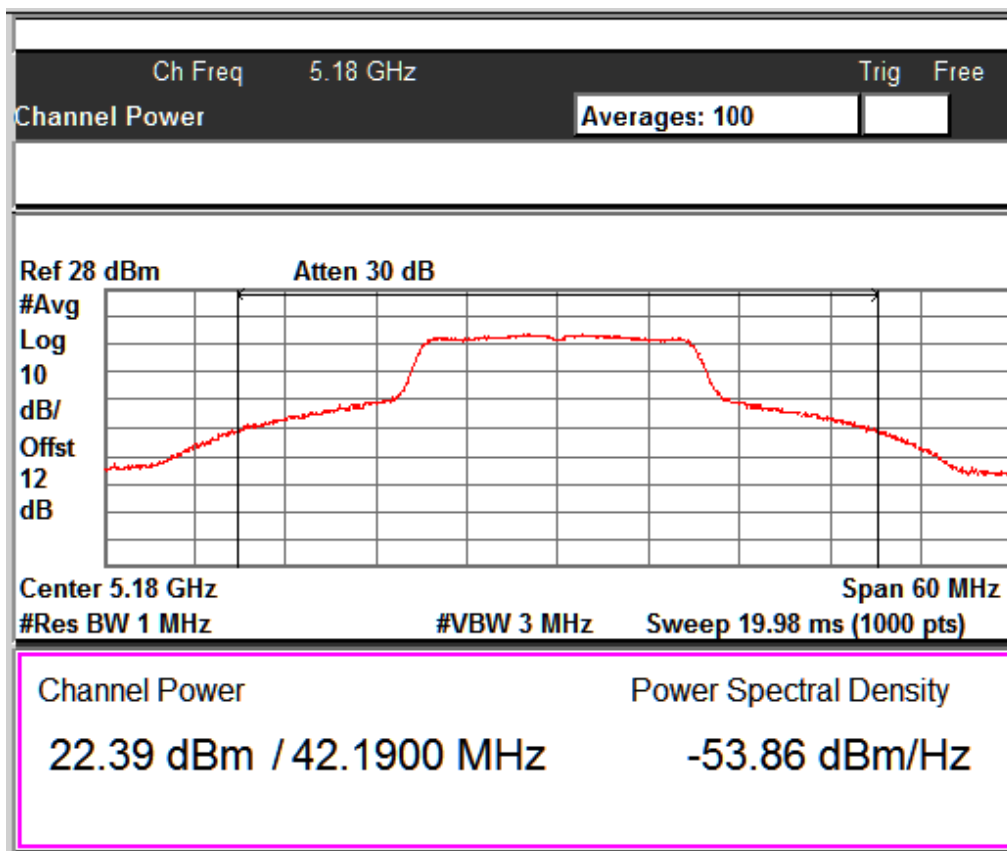 Ch Freq 5.18 GHz Trig Free
Channel Power Averages: 100
Ref 28 dBm Atten 30 dB
#Avg
Log
10
dB/
Offst
12
dB
Center 5.18 GHz Span 60 MHz
#Res BW 1 MHz #VBW 3 MHz Sweep 19.98 ms (1000 pts)
Channel Power Power Spectral Density
22.39 dBm / 42.1900 MHz -53.86 dBm/Hz